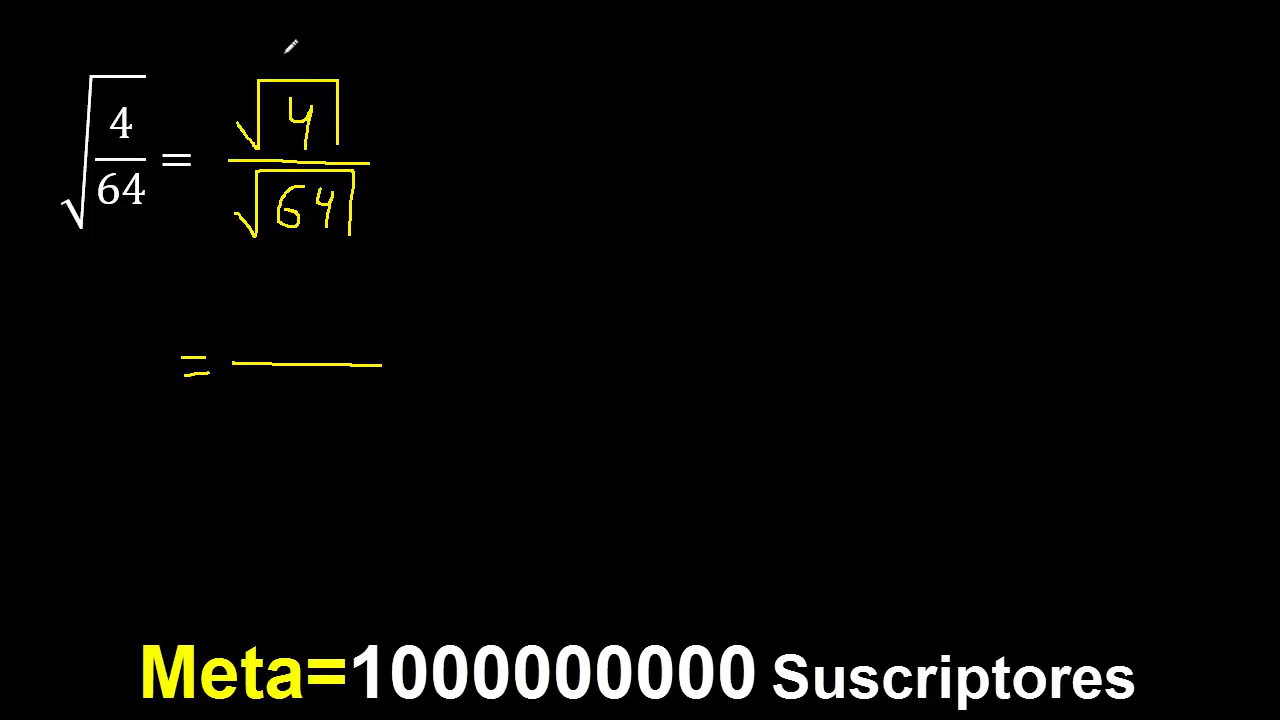 √(4/64) = √4/√64
=
Meta=1000000000 Suscriptores